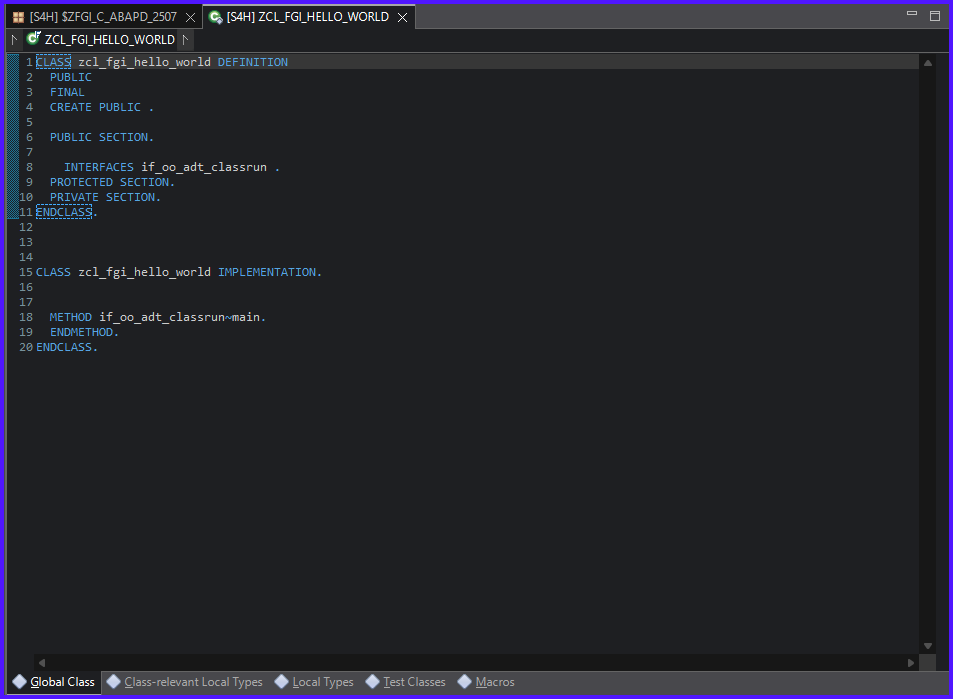 [S4H] $ZFGI_C_ABAPD_2507 [S4H] ZCL_FGI_HELLO_WORLD
ZCL_FGI_HELLO_WORLD
1 CLASS zcl_fgi_hello_world DEFINITION
2 PUBLIC
3 FINAL
4 CREATE PUBLIC .
5
6 PUBLIC SECTION.
7
8 INTERFACES if_oo_adt_classrun .
9 PROTECTED SECTION.
10 PRIVATE SECTION.
11 ENDCLASS.
12
13
14
15 CLASS zcl_fgi_hello_world IMPLEMENTATION.
16
17
18 METHOD if_oo_adt_classrun~main.
19 ENDMETHOD.
20 ENDCLASS.
Global Class Class-relevant Local Types Local Types Test Classes Macros